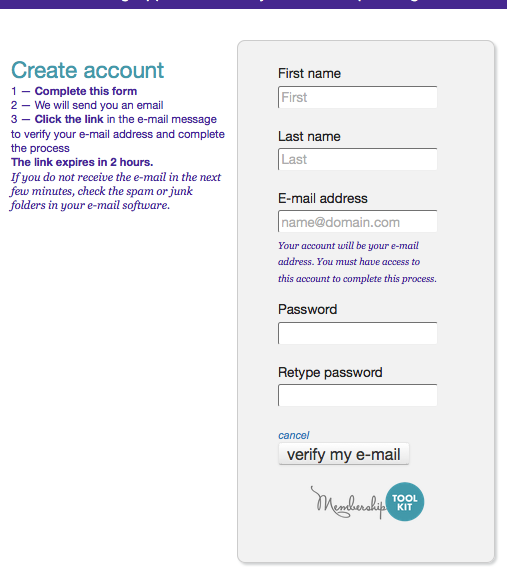 Create account
1 — Complete this form
2 — We will send you an email
3 — Click the link in the e-mail message
to verify your e-mail address and complete
the process
The link expires in 2 hours.
If you do not receive the e-mail in the next
few minutes, check the spam or junk
folders in your e-mail software.
First name
First
Last name
Last
E-mail address
name@domain.com
Your account will be your e-mail
address. You must have access to
this account to complete this process.
Password
Retype password
cancel
verify my e-mail
Membership TOOL
KIT